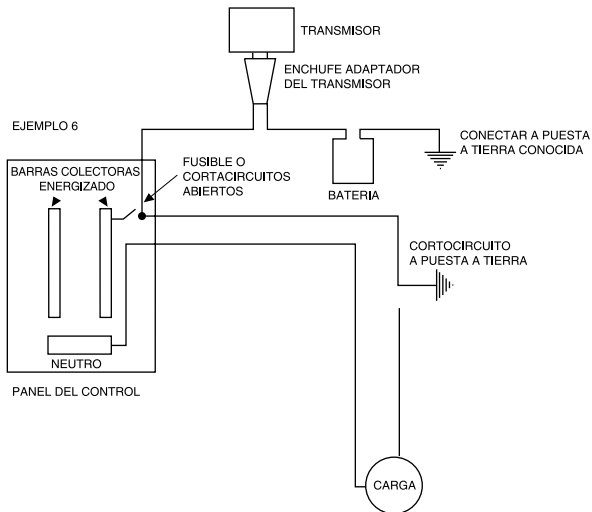 TRANSMISOR
ENCHUFE ADAPTADOR
DEL TRANSMISOR
EJEMPLO 6
CONECTAR A PUESTA
A TIERRA CONOCIDA
BARRAS COLECTORAS
ENERGIZADO
FUSIBLE O
CORTACIRCUITOS
ABIERTOS
BATERIA
CORTOCIRCUITO
A PUESTA A TIERRA
NEUTRO
PANEL DEL CONTROL
CARGA